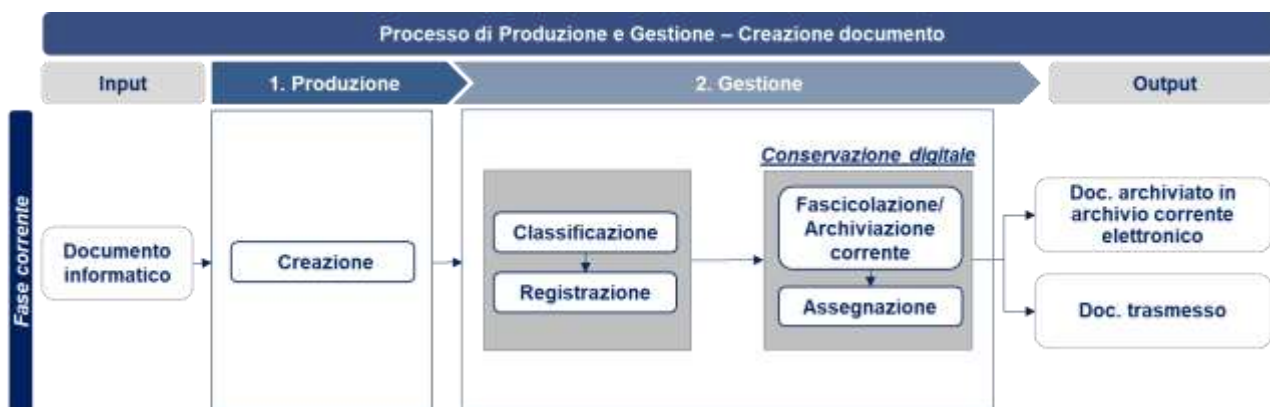 Processo di Produzione e Gestione – Creazione documento
Input
1. Produzione
2. Gestione
Output
Fase corrente
Documento
informatico
Creazione
Classificazione
Registrazione
Conservazione digitale
Fascicolazione/
Archiviazione
corrente
Assegnazione
Doc. archiviato in
archivio corrente
elettronico
Doc. trasmesso